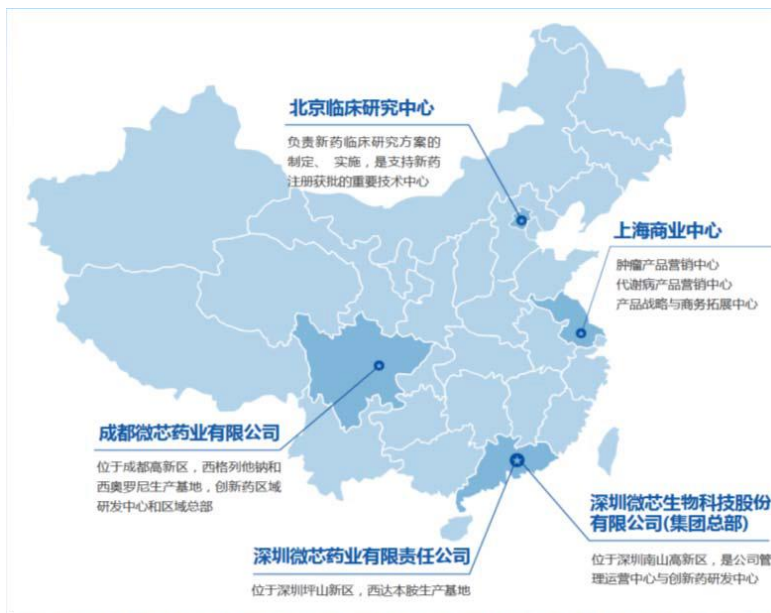 北京临床研究中心
负责新药临床研究方案的
制定、 实施，是支持新药
注册获批的重要技术中心
上海商业中心
肿瘤产品营销中心
代谢病产品营销中心
产品战略与商务拓展中心
成都微芯药业有限公司
位于成都高新区，西格列他钠和
西奥罗尼生产基地，创新药区域
研发中心和区域总部
深圳微芯生物科技股份
有限公司(集团总部)
位于深圳南山高新区，是公司管
理运营中心与创新药研发中心
深圳微芯药业有限责任公司
位于深圳坪山新区，西达本胺生产基地